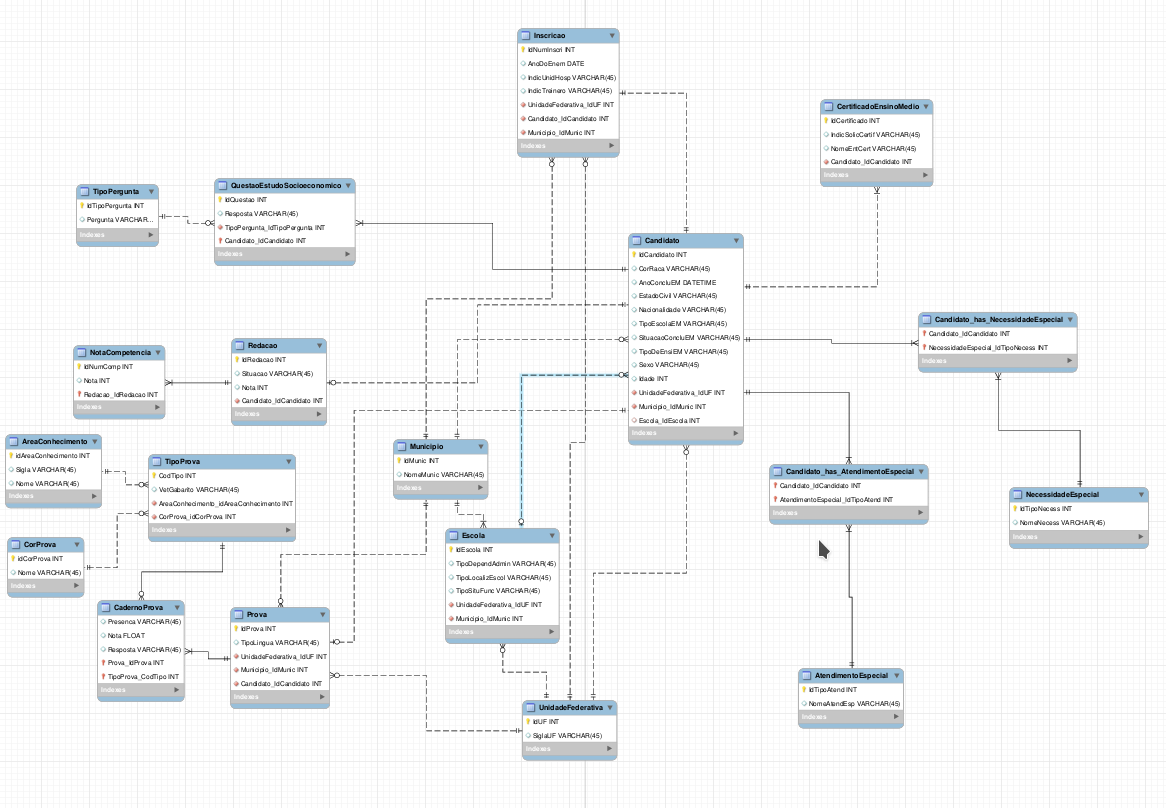 Inscricao
IdNumInscri INT
AnoDoEnem DATE
IndicUnidHosp VARCHAR(45)
IndicTreinero VARCHAR(45)
UnidadeFederativa_IdUF INT
Candidato_IdCandidato INT
Municipio_IdMunic INT
Indexes
CertificadoEnsinoMedio
IdCertificado INT
IndicSolicCertif VARCHAR(45)
NomeEntCert VARCHAR(45)
Candidato_IdCandidato INT
Indexes
TipoPergunta
IdTipoPergunta INT
Pergunta VARCHAR...
Indexes
QuestaoEstudoSocioeconomico
IdQuestao INT
Resposta VARCHAR(45)
TipoPergunta_IdTipoPergunta INT
Candidato_IdCandidato INT
Indexes
Candidato
IdCandidato INT
CorRaca VARCHAR(45)
AnoConcluEM DATETIME
EstadoCivil VARCHAR(45)
Nacionalidade VARCHAR(45)
TipoEscolaEM VARCHAR(45)
SituacaoConcluEM VARCHAR(45)
TipoDeEnsiEM VARCHAR(45)
Sexo VARCHAR(45)
Idade INT
UnidadeFederativa_IdUF INT
Municipio_IdMunic INT
Escola_IdEscola INT
Indexes
Candidato_has_NecessidadeEspecial
Candidato_IdCandidato INT
NecessidadeEspecial_IdTipoNecess INT
Indexes
NotaCompetencia
IdNumComp INT
Nota INT
Redacao_IdRedacao INT
Indexes
Redacao
IdRedacao INT
Situacao VARCHAR(45)
Nota INT
Candidato_IdCandidato INT
Indexes
AreaConhecimento
idAreaConhecimento INT
Sigla VARCHAR(45)
Nome VARCHAR(45)
Indexes
TipoProva
CodTipo INT
VetGabarito VARCHAR(45)
AreaConhecimento_idAreaConhecimento INT
CorProva_idCorProva INT
Indexes
Municipio
IdMunic INT
NomeMunic VARCHAR(45)
Indexes
Candidato_has_AtendimentoEspecial
Candidato_IdCandidato INT
AtendimentoEspecial_IdTipoAtend INT
Indexes
NecessidadeEspecial
IdTipoNecess INT
NomeNecess VARCHAR(45)
Indexes
CorProva
idCorProva INT
Nome VARCHAR(45)
Indexes
Escola
IdEscola INT
TipoDependAdmin VARCHAR(45)
TipoLocalizEscol VARCHAR(45)
TipoSituFunc VARCHAR(45)
UnidadeFederativa_IdUF INT
Municipio_IdMunic INT
Indexes
CadernoProva
Presenca VARCHAR(45)
Nota FLOAT
Resposta VARCHAR(45)
Prova_IdProva INT
TipoProva_CodTipo INT
Indexes
Prova
IdProva INT
TipoLingua VARCHAR(45)
UnidadeFederativa_IdUF INT
Municipio_IdMunic INT
Candidato_IdCandidato INT
Indexes
AtendimentoEspecial
IdTipoAtend INT
NomeAtendEsp VARCHAR(45)
Indexes
UnidadeFederativa
IdUF INT
SiglaUF VARCHAR(45)
Indexes